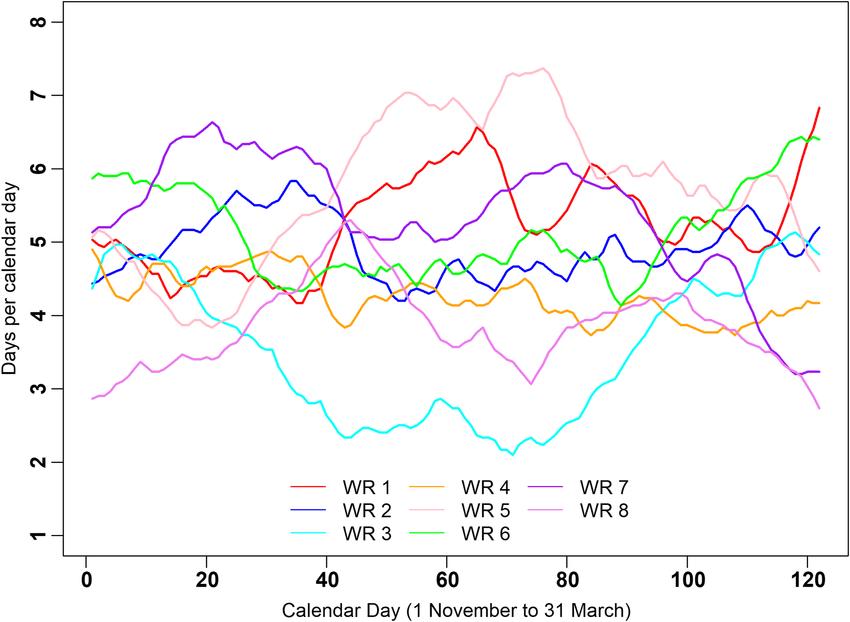 8
7
6
5
4
3
2
1
Days per calendar day
WR 1 WR 4 WR 7
WR 2 WR 5 WR 8
WR 3 WR 6
0 20 40 60 80 100 120
Calendar Day (1 November to 31 March)